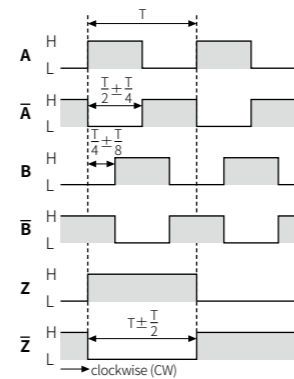 T
A H
L
T/2 ± T/4
A̅ H
L
T/4 ± T/8
B H
L
B̅ H
L
Z H
L
T ± T/2
Z̅ H
L
clockwise (CW)